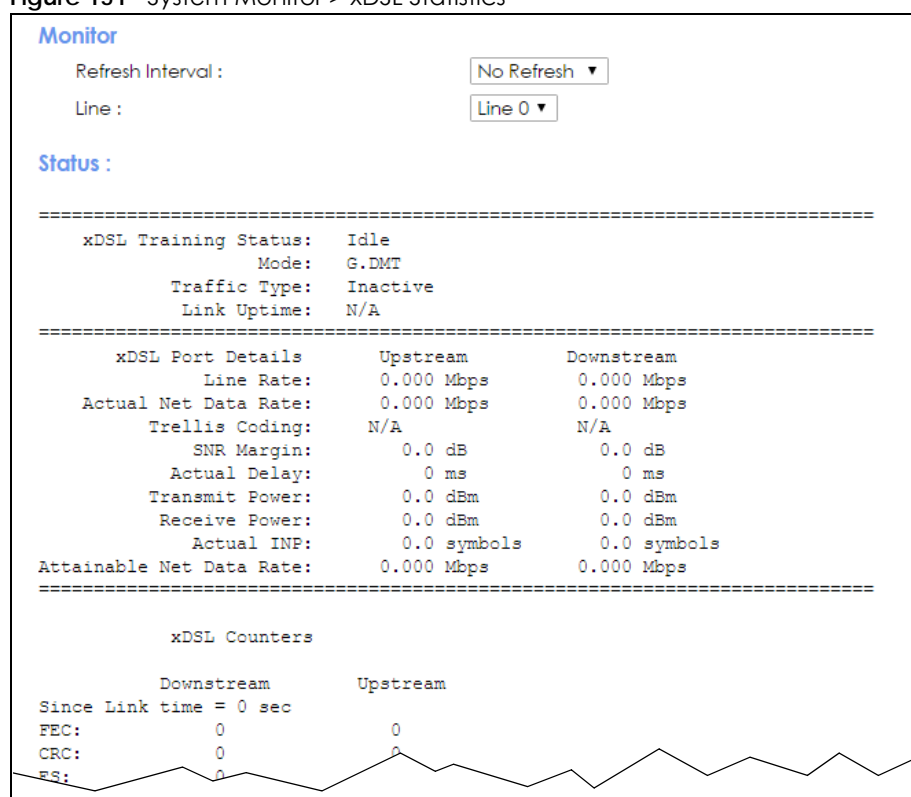 Figure 151 System Monitor > xDSL Statistics
Monitor
Refresh Interval : No Refresh ▼
Line : Line 0 ▼
Status :
============================================================================
xDSL Training Status: Idle
Mode: G.DMT
Traffic Type: Inactive
Link Uptime: N/A
============================================================================
xDSL Port Details Upstream Downstream
Line Rate: 0.000 Mbps 0.000 Mbps
Actual Net Data Rate: 0.000 Mbps 0.000 Mbps
Trellis Coding: N/A N/A
SNR Margin: 0.0 dB 0.0 dB
Actual Delay: 0 ms 0 ms
Transmit Power: 0.0 dBm 0.0 dBm
Receive Power: 0.0 dBm 0.0 dBm
Actual INP: 0.0 symbols 0.0 symbols
Attainable Net Data Rate: 0.000 Mbps 0.000 Mbps
============================================================================
xDSL Counters
Downstream Upstream
Since Link time = 0 sec
FEC: 0 0
CRC: 0 0
ES: 0